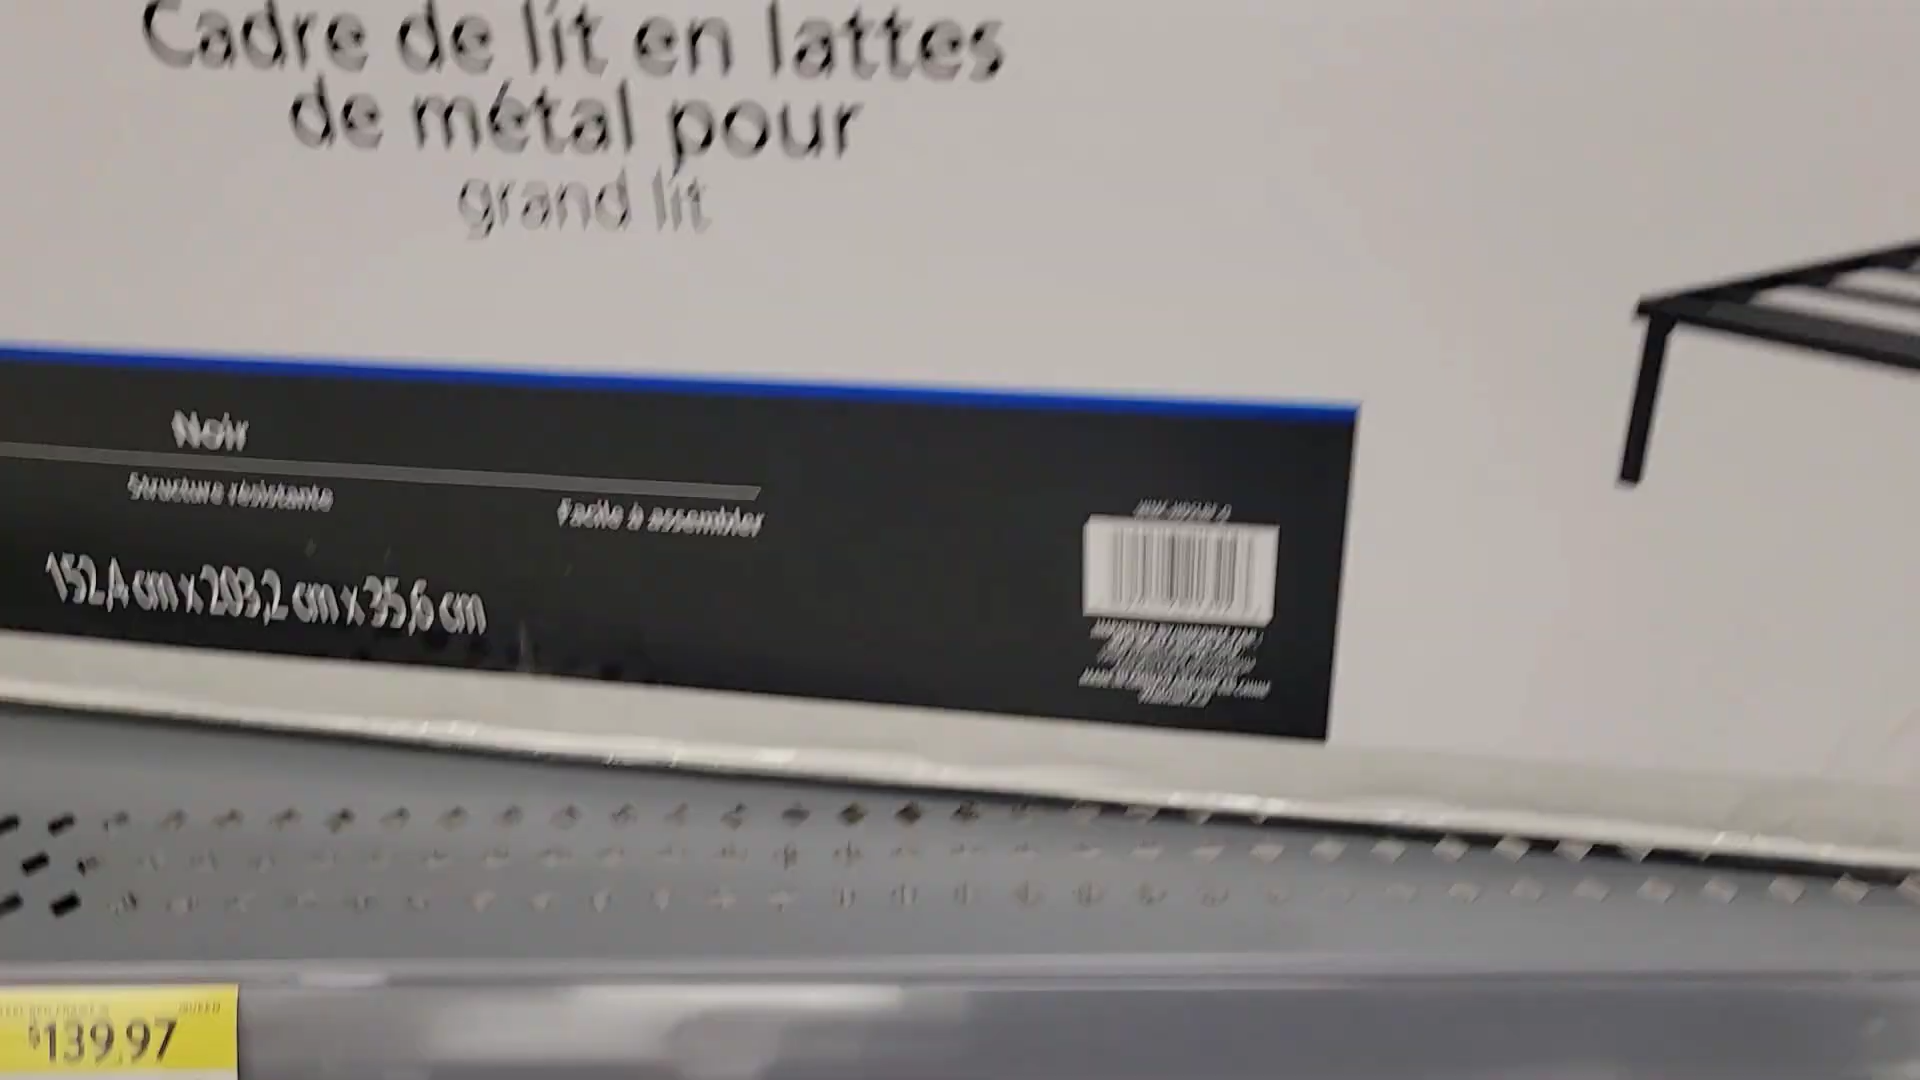 Cadre de lit en lattes
de métal pour
grand lit
Noir
Structure résistante
Facile à assembler
152,4 cm x 203,2 cm x 35,6 cm
$139.97